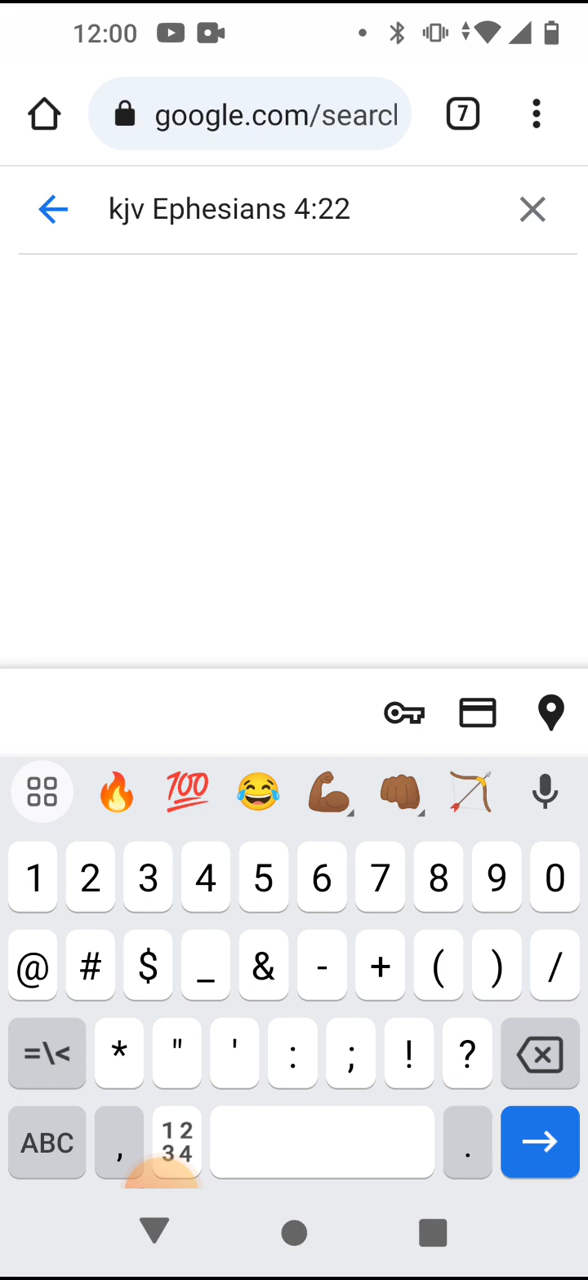 12:00
google.com/searcl
7
kjv Ephesians 4:22
1 2 3 4 5 6 7 8 9 0
@ # $ _ & - + ( ) /
=\< * " ' : ; ! ?
ABC , 1 2 3 4 .